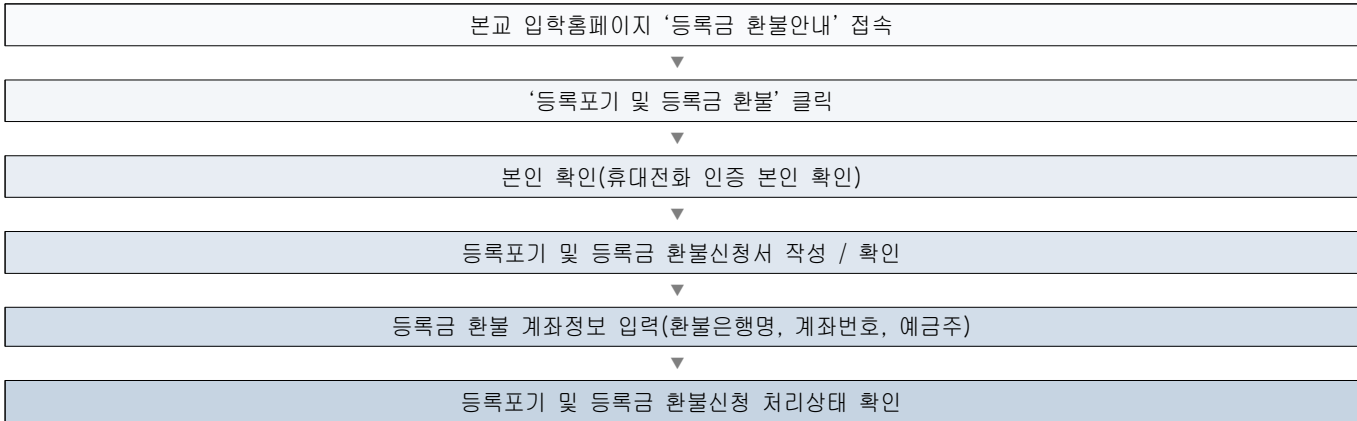 본교 입학홈페이지 ‘등록금 환불안내’ 접속
▼
‘등록포기 및 등록금 환불’ 클릭
▼
본인 확인(휴대전화 인증 본인 확인)
▼
등록포기 및 등록금 환불신청서 작성 / 확인
▼
등록금 환불 계좌정보 입력(환불은행명, 계좌번호, 예금주)
▼
등록포기 및 등록금 환불신청 처리상태 확인